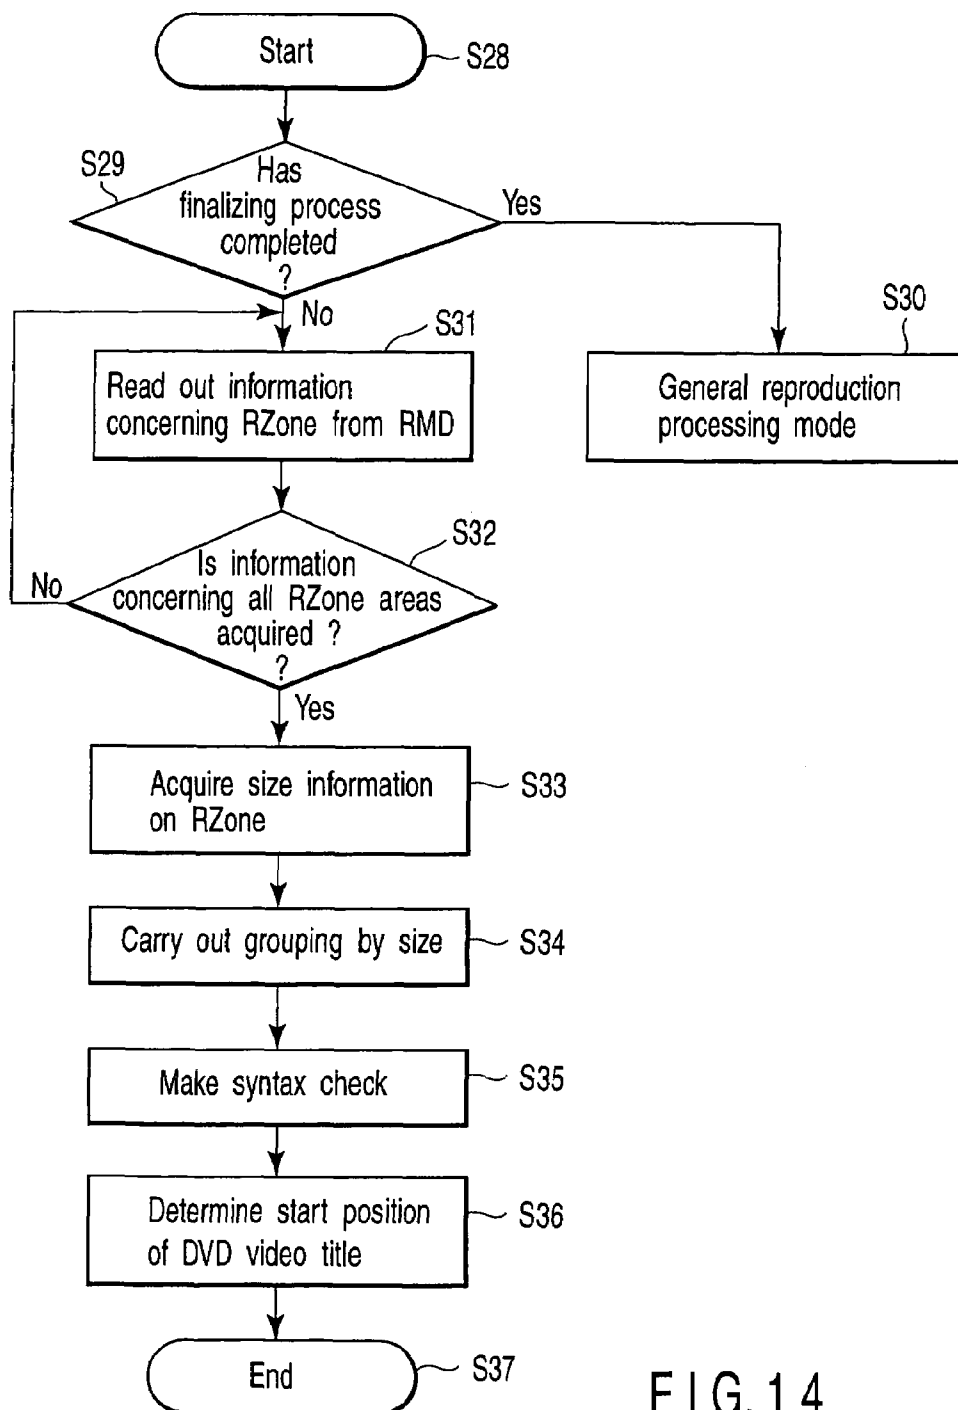 Start
S28
S29
Has
finalizing process
completed
?
Yes
No
S30
General reproduction
processing mode
S31
Read out information
concerning RZone from RMD
S32
Is information
concerning all RZone areas
acquired ?
?
No
Yes
Acquire size information
on RZone
S33
Carry out grouping by size
S34
Make syntax check
S35
Determine start position
of DVD video title
S36
End
S37
FIG. 14